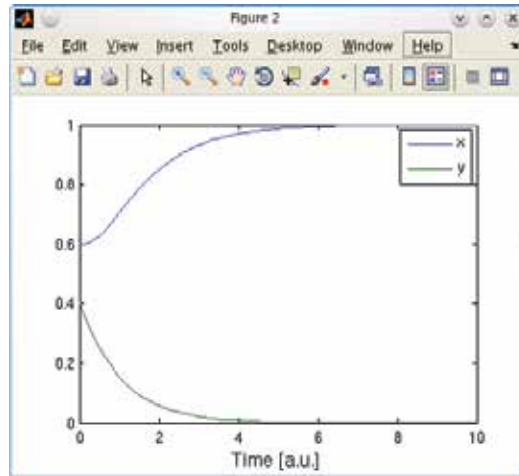 Figure 2
File Edit View Insert Tools Desktop Window Help
1
0.8
0.6
0.4
0.2
0
0 2 4 6 8 10
Time [a.u.]
x
y